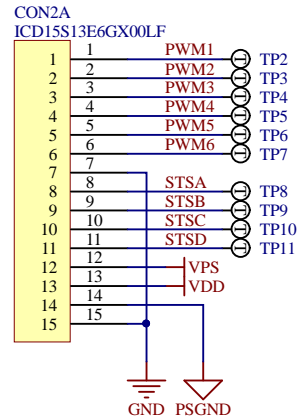 CON2A
ICD15S13E6GX00LF
1 1 PWM1 TP2
2 2 PWM2 TP3
3 3 PWM3 TP4
4 4 PWM4 TP5
5 5 PWM5 TP6
6 6 PWM6 TP7
7 7
8 8 STSA TP8
9 9 STSB TP9
10 10 STSC TP10
11 11 STSD TP11
12 12 VPS
13 13 VDD
14 14
15 15
GND PSGND